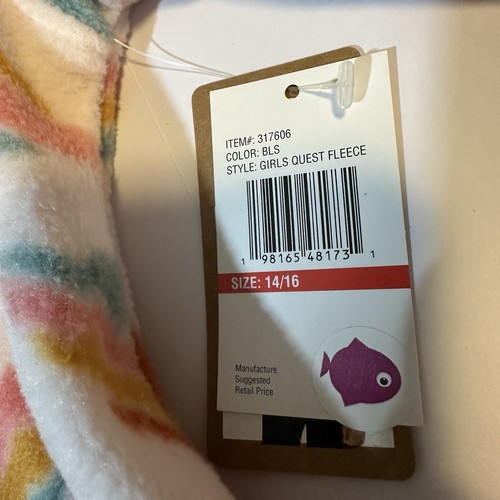 ITEM#: 317606
COLOR: BLS
STYLE: GIRLS QUEST FLEECE
1 98165 48173 1
SIZE: 14/16
Manufacture
Suggested
Retail Price